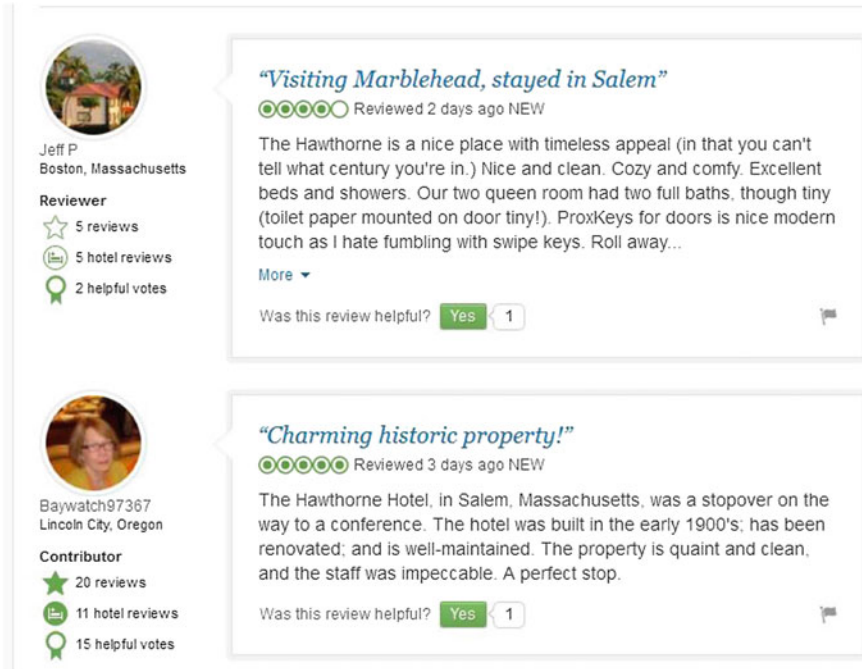 “Visiting Marblehead, stayed in Salem”
Reviewed 2 days ago NEW
The Hawthorne is a nice place with timeless appeal (in that you can't
tell what century you're in.) Nice and clean. Cozy and comfy. Excellent
beds and showers. Our two queen room had two full baths, though tiny
(toilet paper mounted on door tiny!). ProxKeys for doors is nice modern
touch as I hate fumbling with swipe keys. Roll away...
More
Was this review helpful? Yes 1
Jeff P
Boston, Massachusetts
Reviewer
5 reviews
5 hotel reviews
2 helpful votes
“Charming historic property!”
Reviewed 3 days ago NEW
The Hawthorne Hotel, in Salem, Massachusetts, was a stopover on the
way to a conference. The hotel was built in the early 1900's; has been
renovated; and is well-maintained. The property is quaint and clean,
and the staff was impeccable. A perfect stop.
Was this review helpful? Yes 1
Baywatch97367
Lincoln City, Oregon
Contributor
20 reviews
11 hotel reviews
15 helpful votes